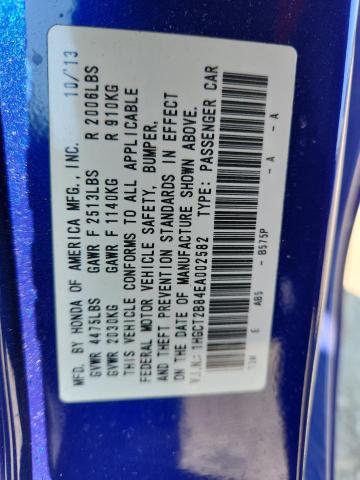 MFD. BY HONDA OF AMERICA MFG., INC. 10/13
GVWR 4475LBS GAWR F 2513LBS R 2006LBS
GVWR 2030KG GAWR F 1140KG R 910KG
THIS VEHICLE CONFORMS TO ALL APPLICABLE
FEDERAL MOTOR VEHICLE SAFETY, BUMPER,
AND THEFT PREVENTION STANDARDS IN EFFECT
ON THE DATE OF MANUFACTURE SHOWN ABOVE.
V.I.N.: 1HGCT2B84EA002582 TYPE: PASSENGER CAR
E AB5 - B575P - A - A